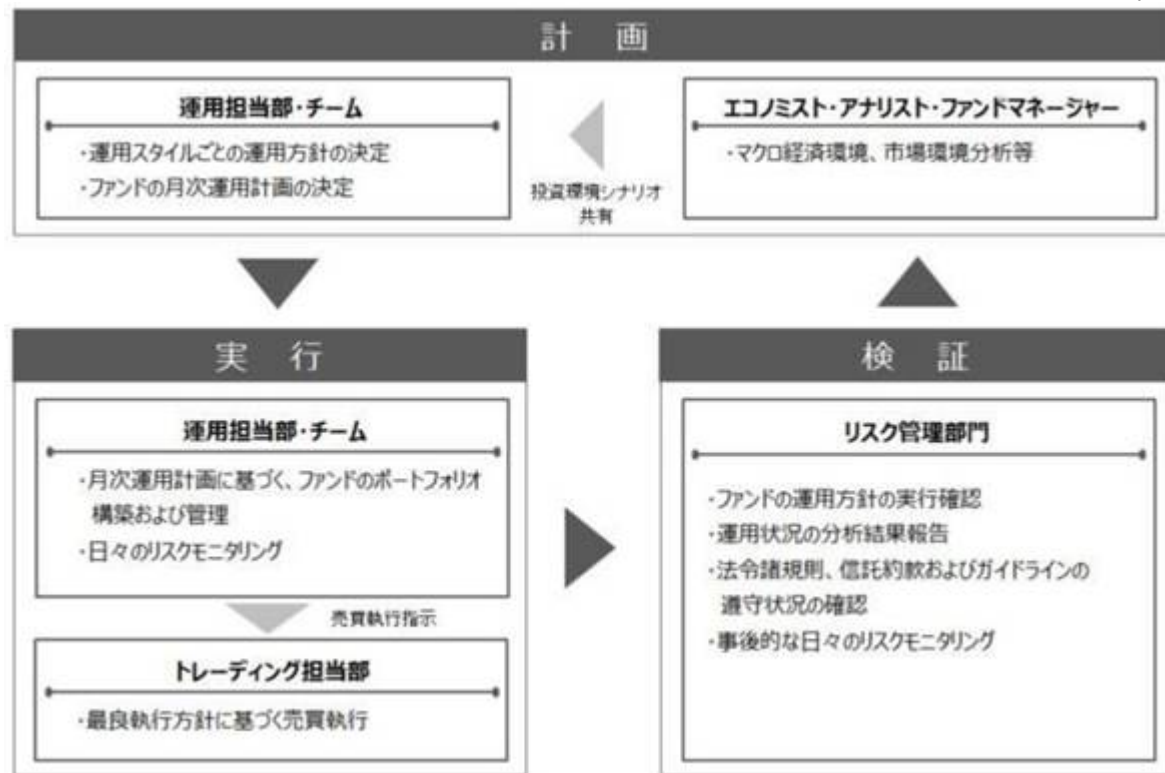 計 画
運用担当部・チーム
・運用スタイルごとの運用方針の決定
・ファンドの月次運用計画の決定
投資環境シナリオ
共有
エコノミスト・アナリスト・ファンドマネージャー
・マクロ経済環境、市場環境分析等
実 行
運用担当部・チーム
・月次運用計画に基づく、ファンドのポートフォリオ
構築および管理
・日々のリスクモニタリング
売買執行指示
トレーディング担当部
・最良執行方針に基づく売買執行
検 証
リスク管理部門
・ファンドの運用方針の実行確認
・運用状況の分析結果報告
・法令諸規則、信託約款およびガイドラインの
遵守状況の確認
・事後的な日々のリスクモニタリング